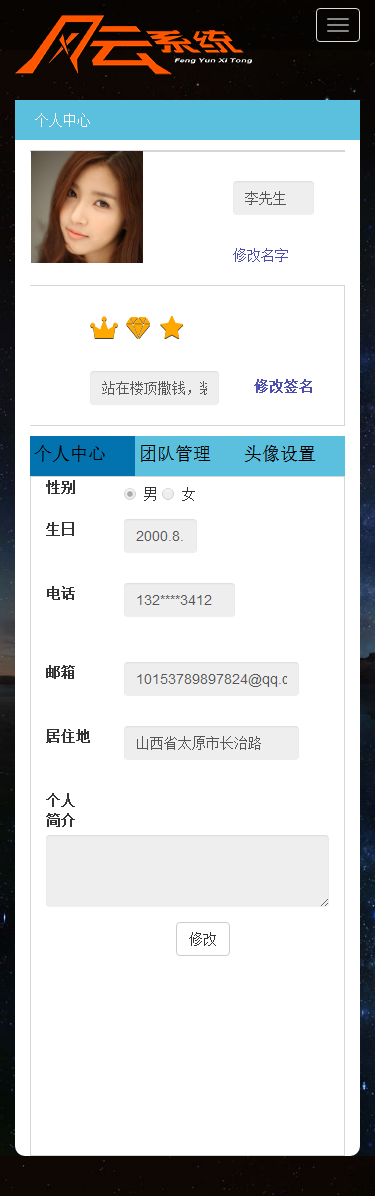 风云系统
Feng Yun Xi Tong
个人中心
李先生
修改名字
站在楼顶撒钱，
修改签名
个人中心 团队管理 头像设置
性别 男 女
生日 2000.8.
电话 132****3412
邮箱 10153789897824@qq.c
居住地 山西省太原市长治路
个人
简介
修改